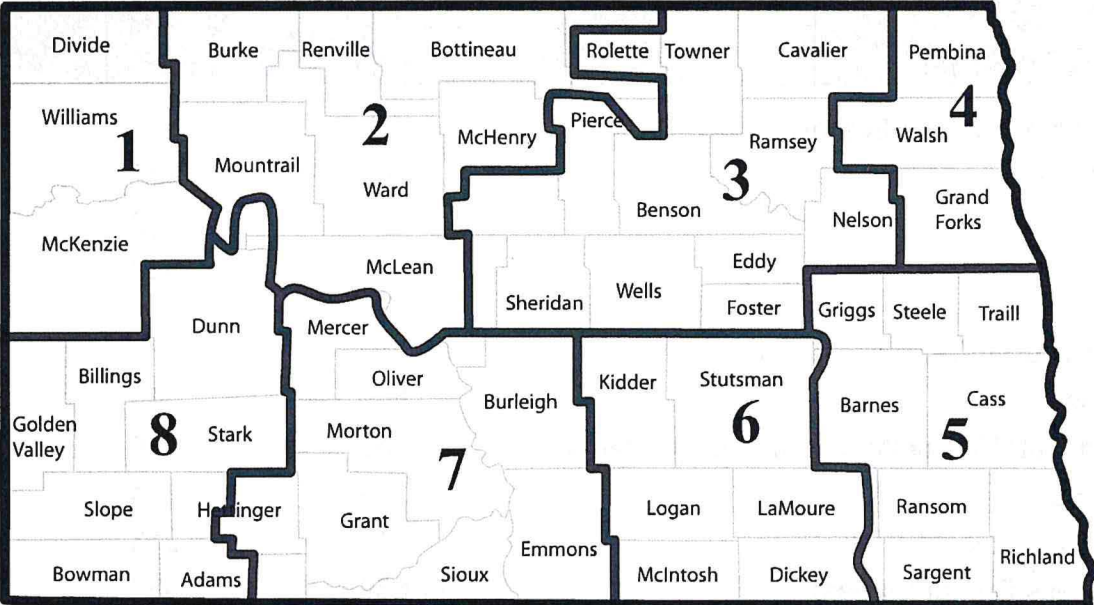 Divide
Burke
Renville
Bottineau
Rolette
Towner
Cavalier
Pembina
Williams
1
2
McHenry
Pierce
Ramsey
4
Walsh
Mountrail
Ward
3
Benson
Nelson
Grand
Forks
McKenzie
McLean
Eddy
Sheridan
Wells
Foster
Griggs
Steele
Traill
Dunn
Mercer
Billings
Oliver
Burleigh
Kidder
Stutsman
Barnes
Cass
Golden
Valley
8
Stark
Morton
7
6
5
Slope
Hettinger
Grant
Logan
LaMoure
Ransom
Emmons
Richland
Bowman
Adams
Sioux
McIntosh
Dickey
Sargent